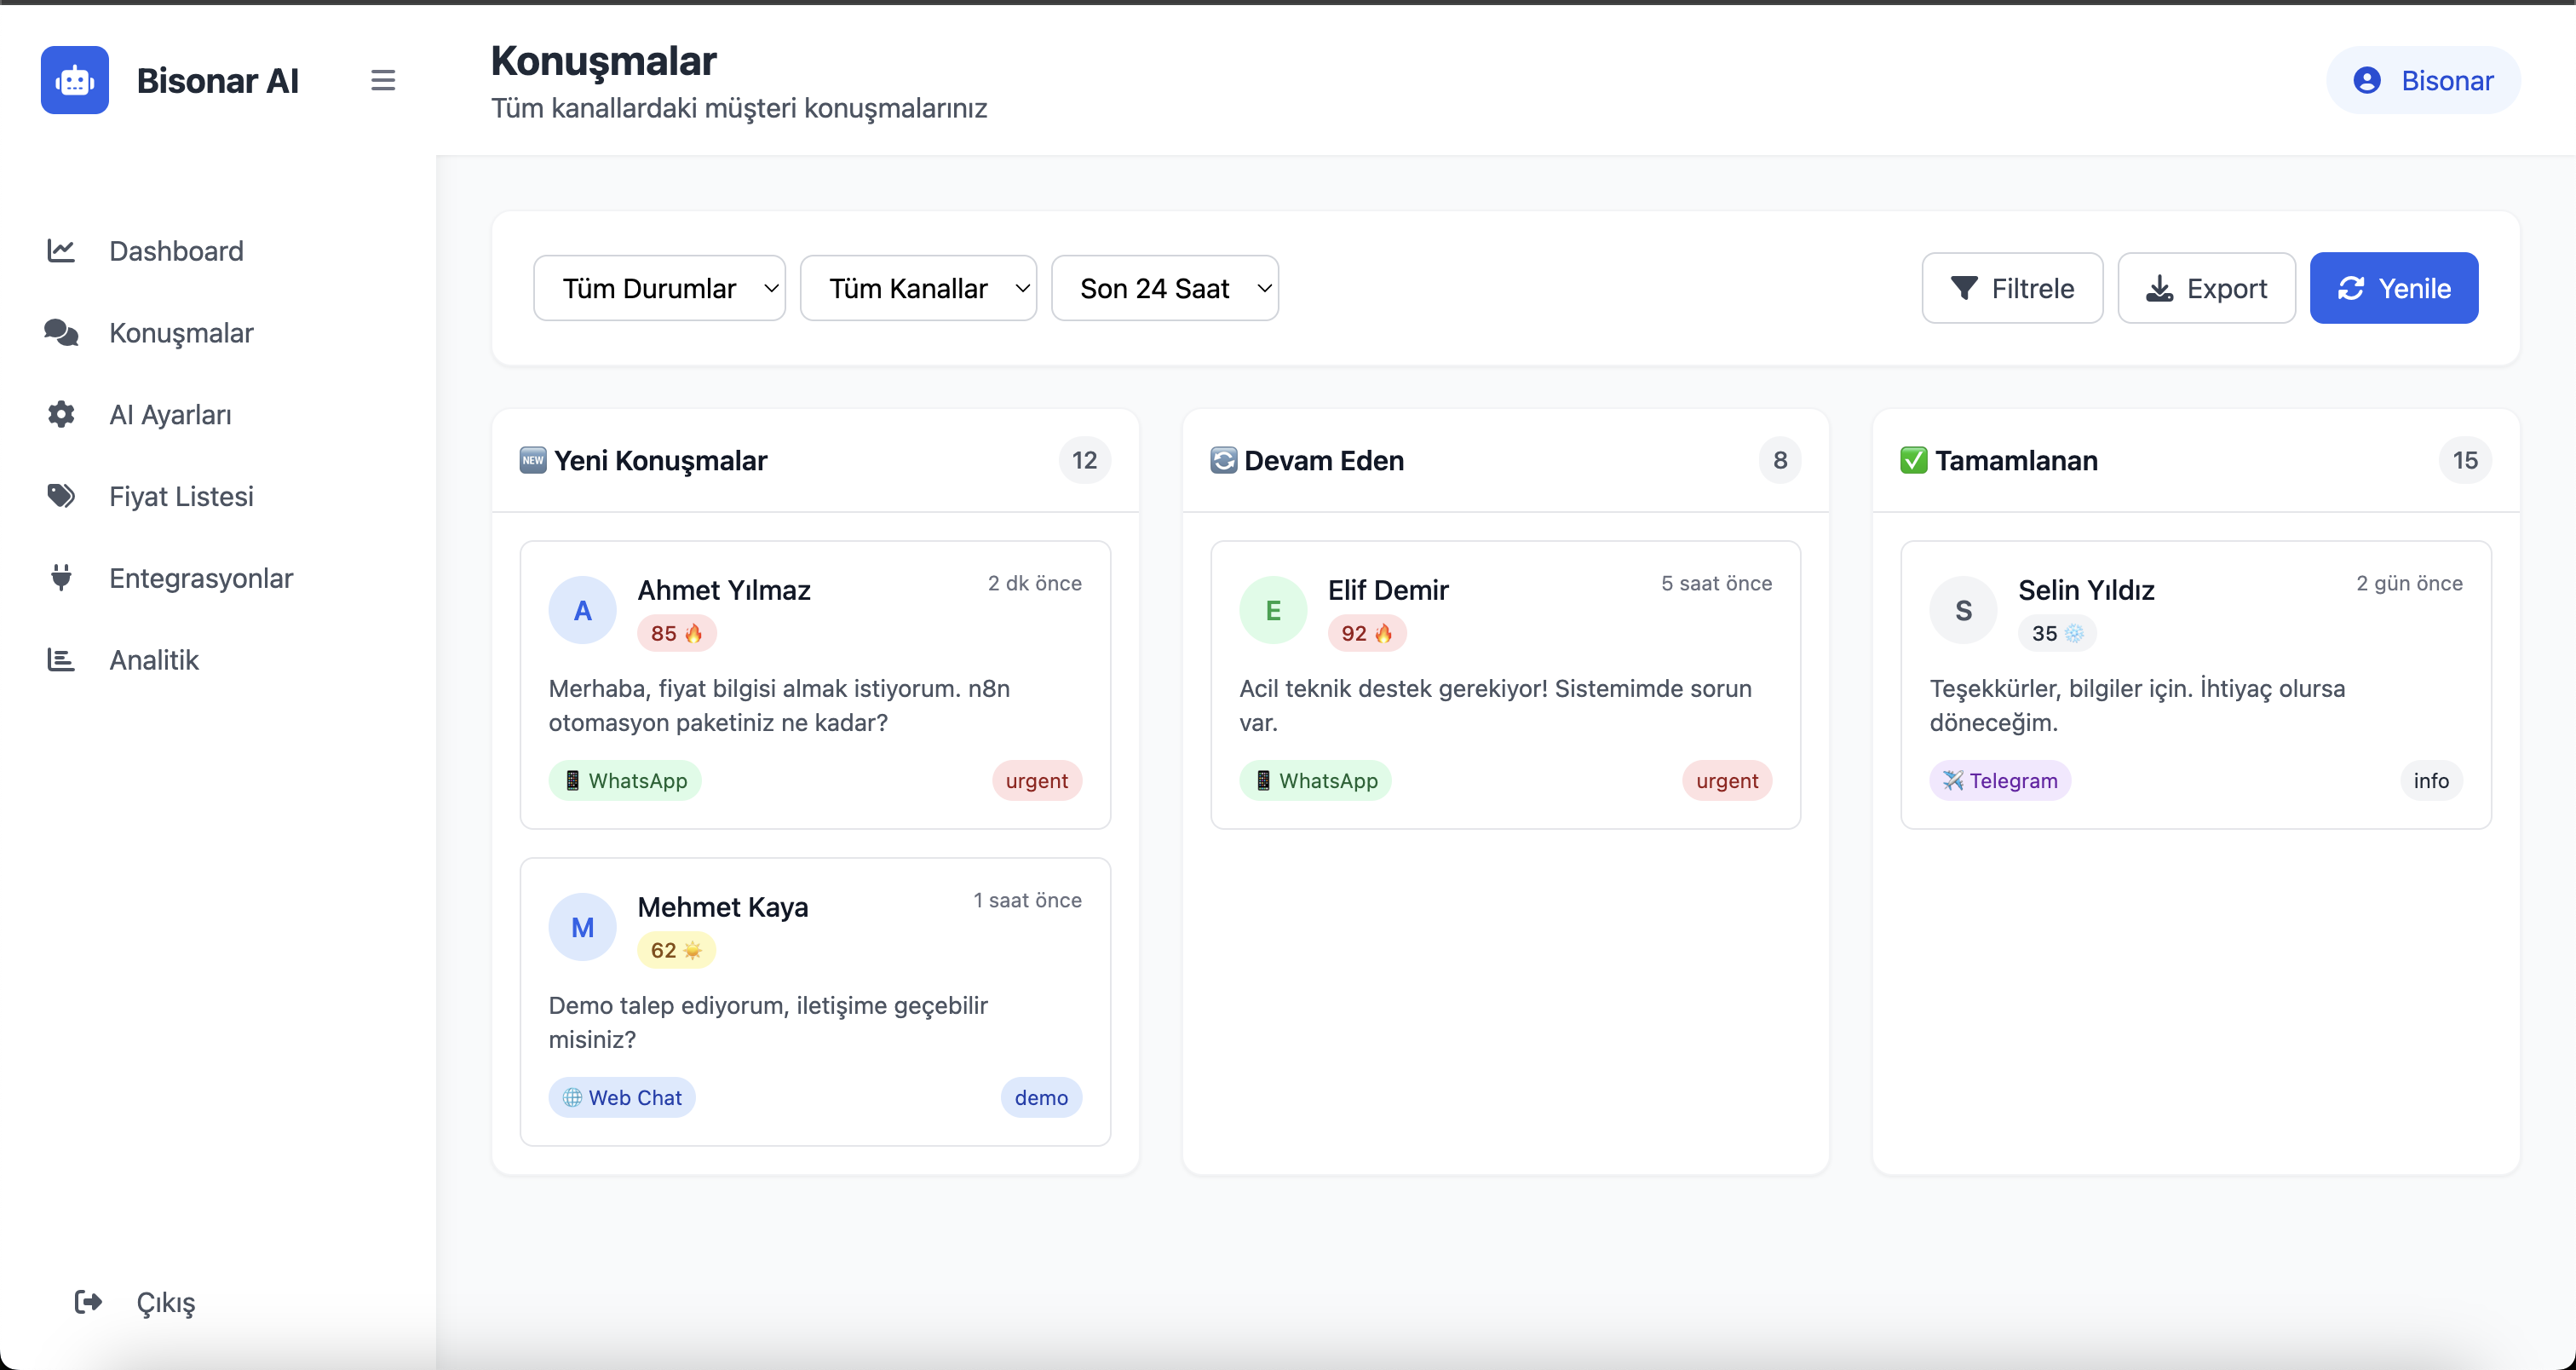 Bisonar AI
Konuşmalar
Tüm kanallardaki müşteri konuşmalarınız
Bisonar
Dashboard
Konuşmalar
AI Ayarları
Fiyat Listesi
Entegrasyonlar
Analitik
Çıkış
Tüm Durumlar
Tüm Kanallar
Son 24 Saat
Filtrele
Export
Yenile
NEW Yeni Konuşmalar
12
Ahmet Yılmaz
2 dk önce
85 🔥
Merhaba, fiyat bilgisi almak istiyorum. n8n
otomasyon paketiniz ne kadar?
WhatsApp
urgent
Mehmet Kaya
1 saat önce
62 ☀️
Demo talep ediyorum, iletişime geçebilir
misiniz?
Web Chat
demo
Devam Eden
8
E
Elif Demir
5 saat önce
92 🔥
Acil teknik destek gerekiyor! Sistemimde sorun
var.
WhatsApp
urgent
Tamamlanan
15
S
Selin Yıldız
2 gün önce
35 ❄️
Teşekkürler, bilgiler için. İhtiyaç olursa
döneceğim.
Telegram
info